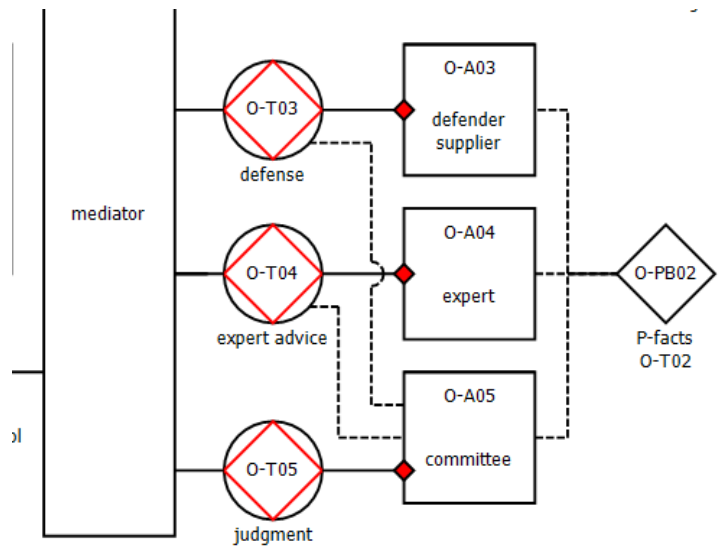 O-T03
defense
O-A03
defender
supplier
mediator
O-T04
expert advice
O-A04
expert
O-PB02
P-facts
O-T02
O-T05
judgment
O-A05
committee